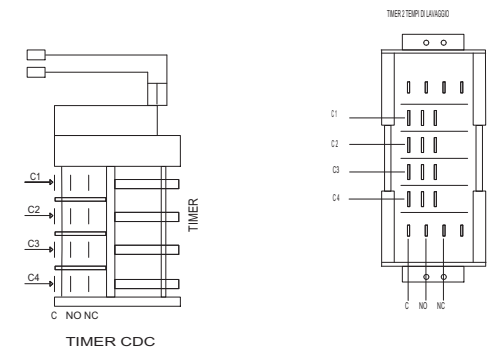 TIMER 2 TEMPI DI LAVAGGIO
C1
C2
C3
C4
TIMER
C NO NC
TIMER CDC
C1
C2
C3
C4
C NO NC